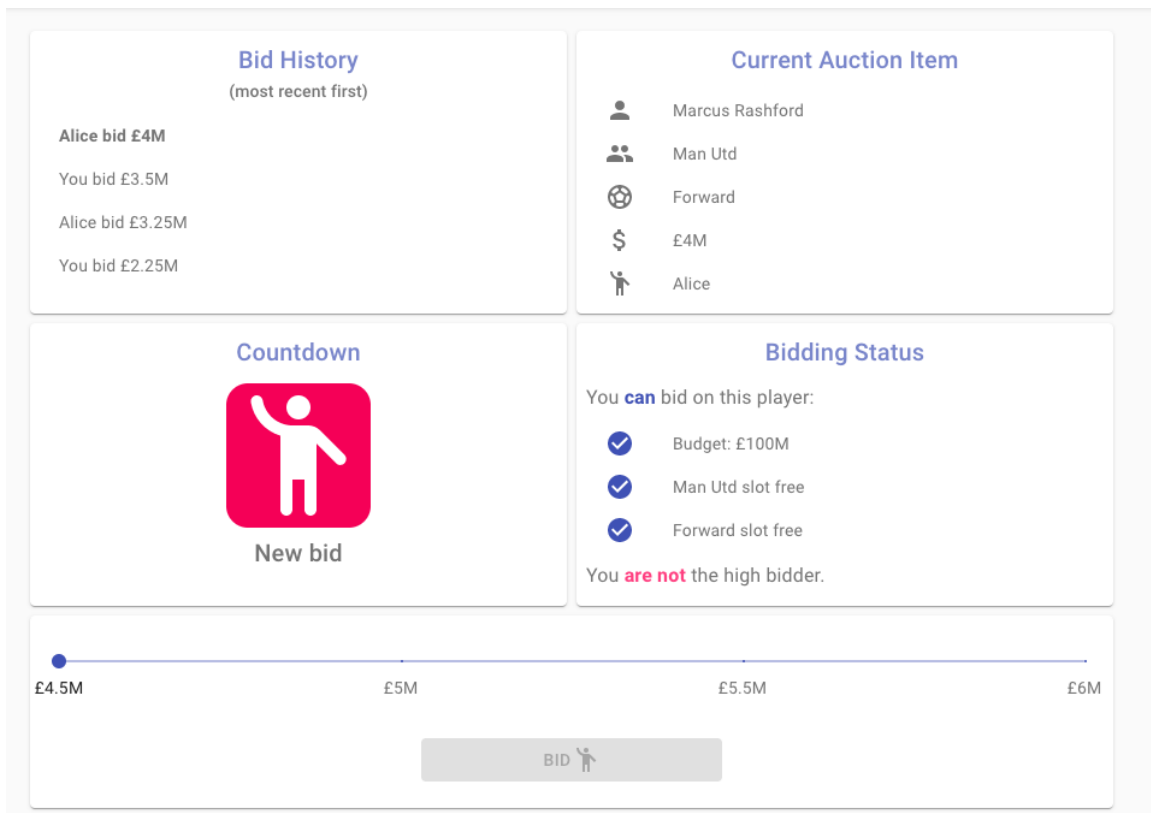 Bid History
(most recent first)
Alice bid £4M
You bid £3.5M
Alice bid £3.25M
You bid £2.25M
Current Auction Item
Marcus Rashford
Man Utd
Forward
$ £4M
Alice
Countdown
New bid
Bidding Status
You can bid on this player:
Budget: £100M
Man Utd slot free
Forward slot free
You are not the high bidder.
£4.5M £5M £5.5M £6M
BID